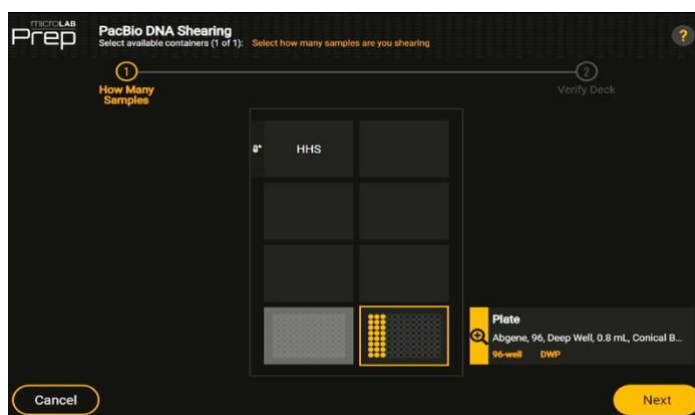 MICROLAB
Prep
PacBio DNA Shearing
Select available containers (1 of 1): Select how many samples are you shearing
?
1
2
How Many
Samples
Verify Deck
HHS
Plate
Abgene, 96, Deep Well, 0.8 mL, Conical B...
96-well DWP
Cancel
Next